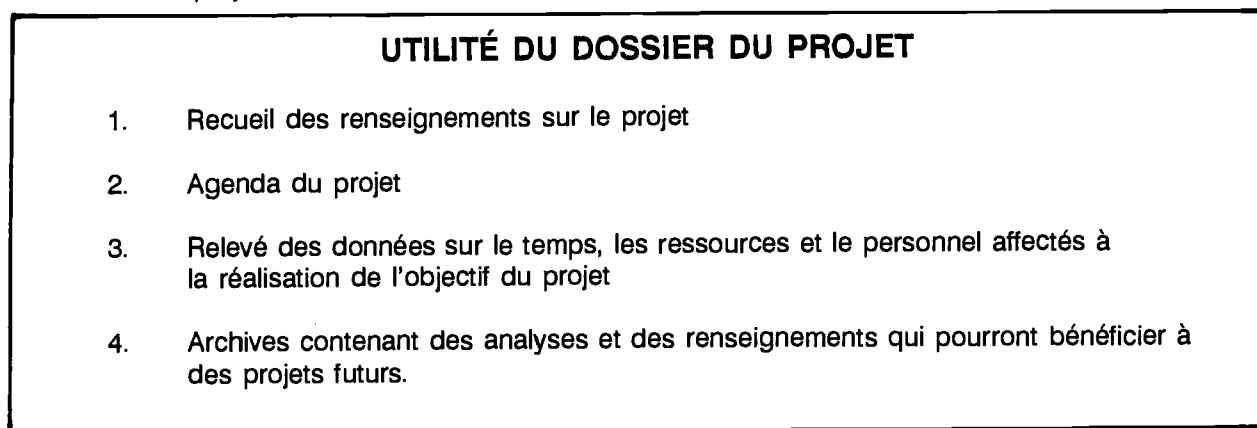 UTILITÉ DU DOSSIER DU PROJET
1. Recueil des renseignements sur le projet
2. Agenda du projet
3. Relevé des données sur le temps, les ressources et le personnel affectés à
la réalisation de l'objectif du projet
4. Archives contenant des analyses et des renseignements qui pourront bénéficier à
des projets futurs.